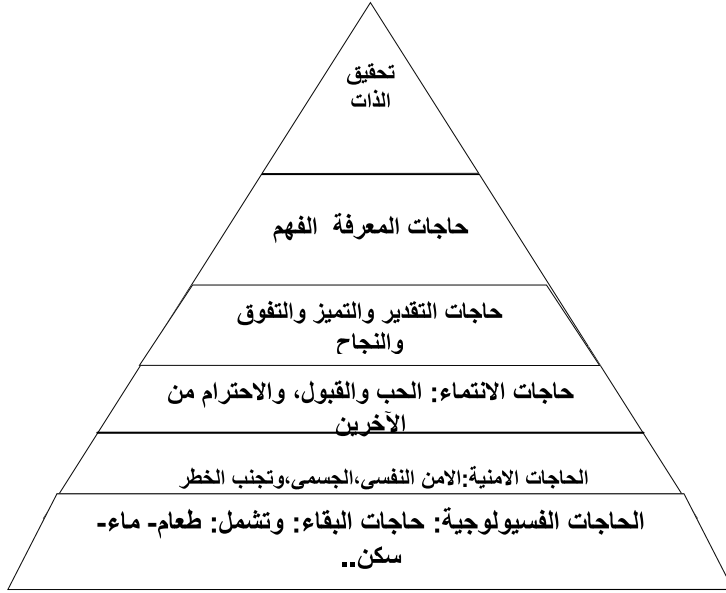 تحقيق
الذات
حاجات المعرفة الفهم
حاجات التقدير والتميز والتفوق
والنجاح
حاجات الانتماء: الحب والقبول، والاحترام من
الآخرين
الحاجات الامنية:الامن النفسى،الجسمى،وتجنب الخطر
الحاجات الفسيولوجية: حاجات البقاء: وتشمل: طعام- ماء-
سكن..